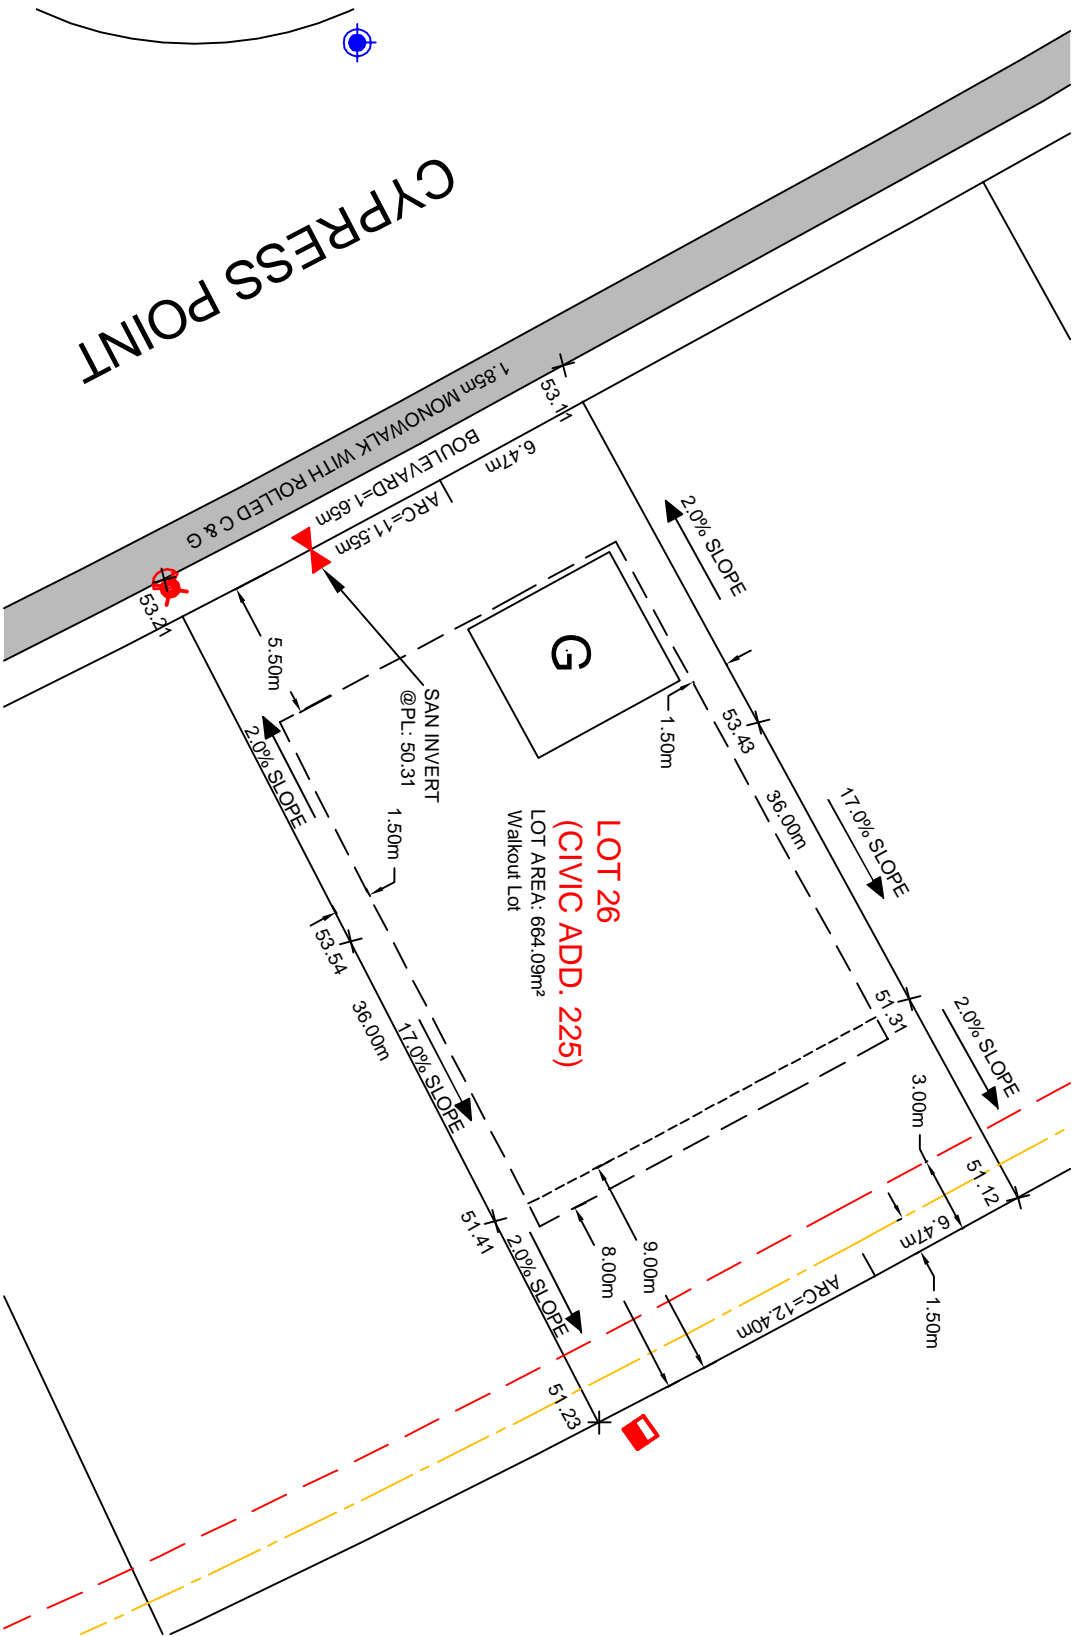 CYPRESS POINT
1.85m MONOWALK WITH ROLLED C & G
BOULEVARD=1.65m
53.11
6.47m
ARC=11.55m
53.21
5.50m
SAN INVERT
@PL: 50.31
G
1.50m
2.0% SLOPE
53.43
36.00m
17.0% SLOPE
51.31
2.0% SLOPE
3.00m
51.12
6.47m
1.50m
ARC=12.40m
LOT 26
(CIVIC ADD. 225)
LOT AREA: 664.09m²
Walkout Lot
2.0% SLOPE
1.50m
53.54
36.00m
17.0% SLOPE
51.41
2.0% SLOPE
8.00m
9.00m
51.23